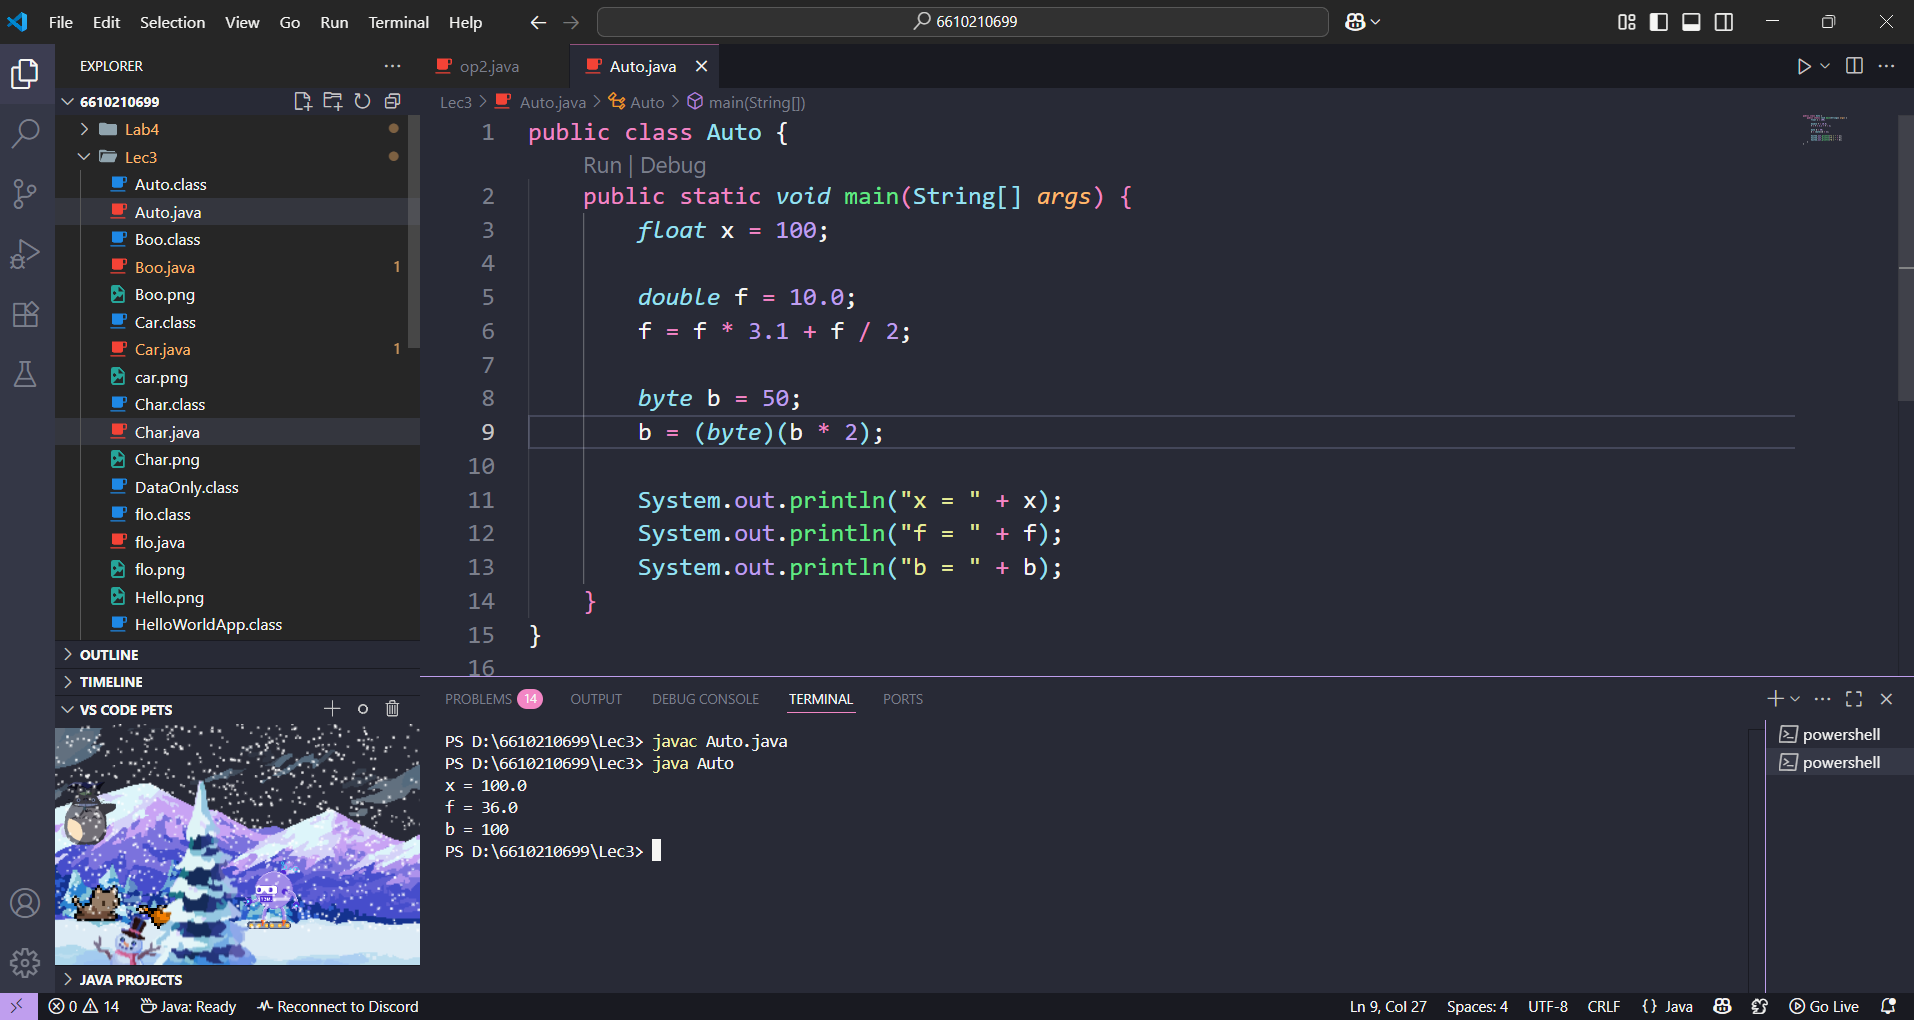 File Edit Selection View Go Run Terminal Help
6610210699
EXPLORER
6610210699
Lab4
Lec3
Auto.class
Auto.java
Boo.class
Boo.java 1
Boo.png
Car.class
Car.java 1
car.png
Char.class
Char.java
Char.png
DataOnly.class
flo.class
flo.java
flo.png
Hello.png
HelloWorldApp.class
OUTLINE
TIMELINE
VS CODE PETS
JAVA PROJECTS
op2.java
Auto.java
Lec3 > Auto.java > Auto > main(String[])
1 public class Auto {
Run | Debug
2 public static void main(String[] args) {
3 float x = 100;
4
5 double f = 10.0;
6 f = f * 3.1 + f / 2;
7
8 byte b = 50;
9 b = (byte)(b * 2);
10
11 System.out.println("x = " + x);
12 System.out.println("f = " + f);
13 System.out.println("b = " + b);
14 }
15 }
16
PROBLEMS 14 OUTPUT DEBUG CONSOLE TERMINAL PORTS
PS D:\6610210699\Lec3> javac Auto.java
PS D:\6610210699\Lec3> java Auto
x = 100.0
f = 36.0
b = 100
PS D:\6610210699\Lec3>
powershell
powershell
0 14 Java: Ready Reconnect to Discord Ln 9, Col 27 Spaces: 4 UTF-8 CRLF {} Java Go Live